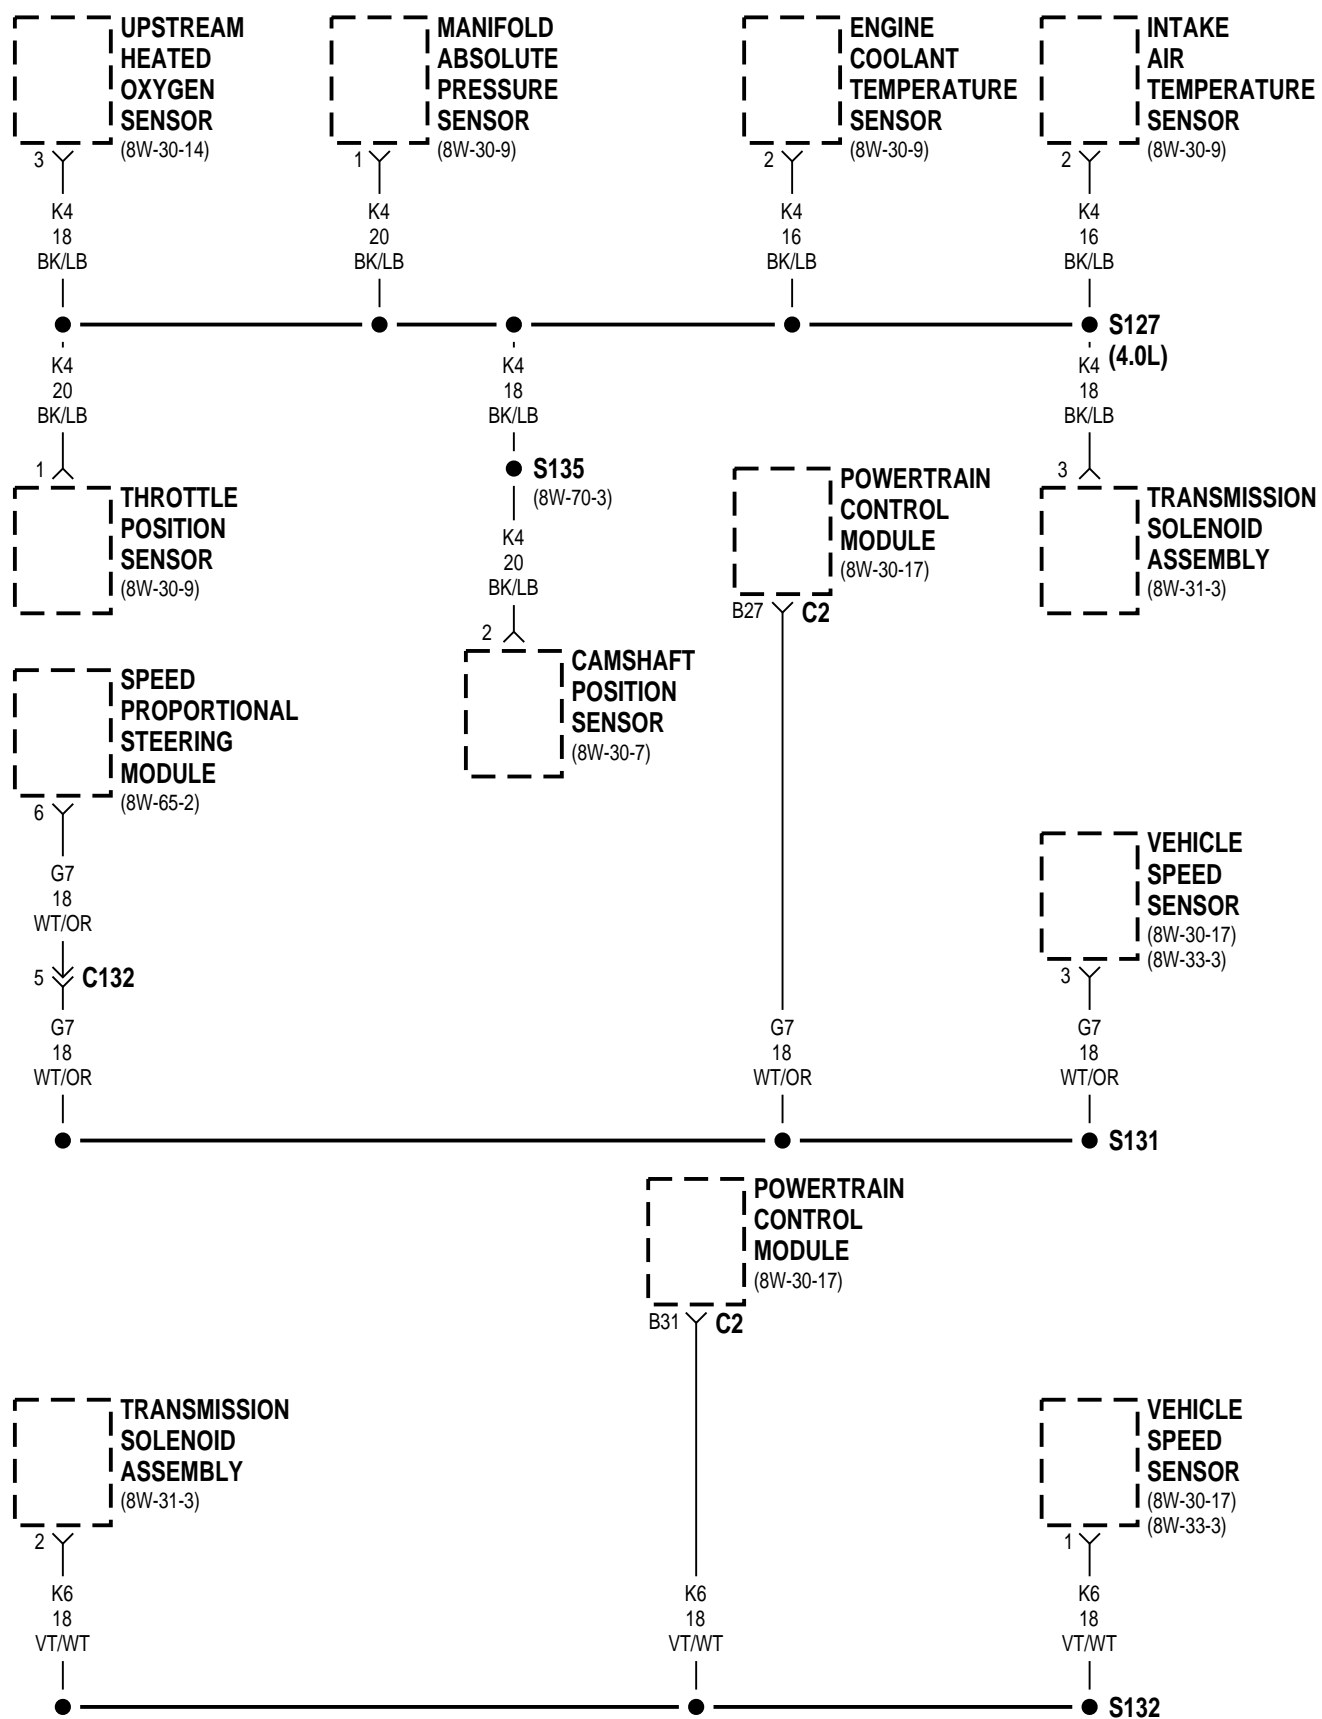 UPSTREAM
HEATED
OXYGEN
SENSOR
(8W-30-14)
3
K4
18
BK/LB
MANIFOLD
ABSOLUTE
PRESSURE
SENSOR
(8W-30-9)
1
K4
20
BK/LB
ENGINE
COOLANT
TEMPERATURE
SENSOR
(8W-30-9)
2
K4
16
BK/LB
INTAKE
AIR
TEMPERATURE
SENSOR
(8W-30-9)
2
K4
16
BK/LB
S127
(4.0L)
K4
20
BK/LB
1
THROTTLE
POSITION
SENSOR
(8W-30-9)
K4
18
BK/LB
S135
(8W-70-3)
K4
20
BK/LB
2
CAMSHAFT
POSITION
SENSOR
(8W-30-7)
POWERTRAIN
CONTROL
MODULE
(8W-30-17)
B27
C2
K4
18
BK/LB
3
TRANSMISSION
SOLENOID
ASSEMBLY
(8W-31-3)
SPEED
PROPORTIONAL
STEERING
MODULE
(8W-65-2)
6
G7
18
WT/OR
5
C132
G7
18
WT/OR
G7
18
WT/OR
VEHICLE
SPEED
SENSOR
(8W-30-17)
(8W-33-3)
3
G7
18
WT/OR
S131
POWERTRAIN
CONTROL
MODULE
(8W-30-17)
B31
C2
TRANSMISSION
SOLENOID
ASSEMBLY
(8W-31-3)
2
K6
18
VT/WT
K6
18
VT/WT
VEHICLE
SPEED
SENSOR
(8W-30-17)
(8W-33-3)
1
K6
18
VT/WT
S132